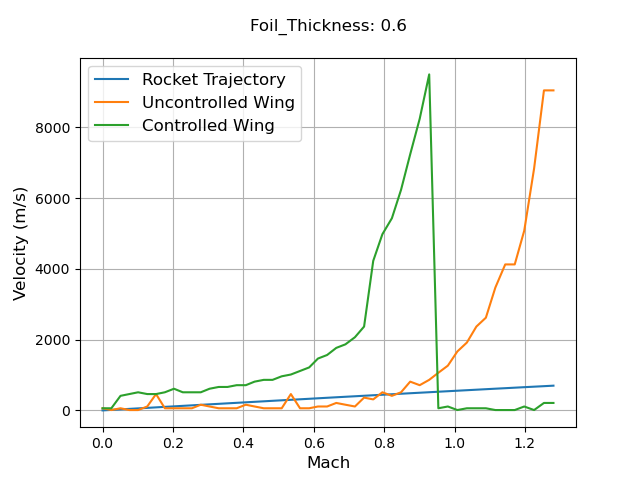 Foil_Thickness: 0.6
Rocket Trajectory
Uncontrolled Wing
Controlled Wing
8000
6000
4000
2000
0
Velocity (m/s)
0.0 0.2 0.4 0.6 0.8 1.0 1.2
Mach